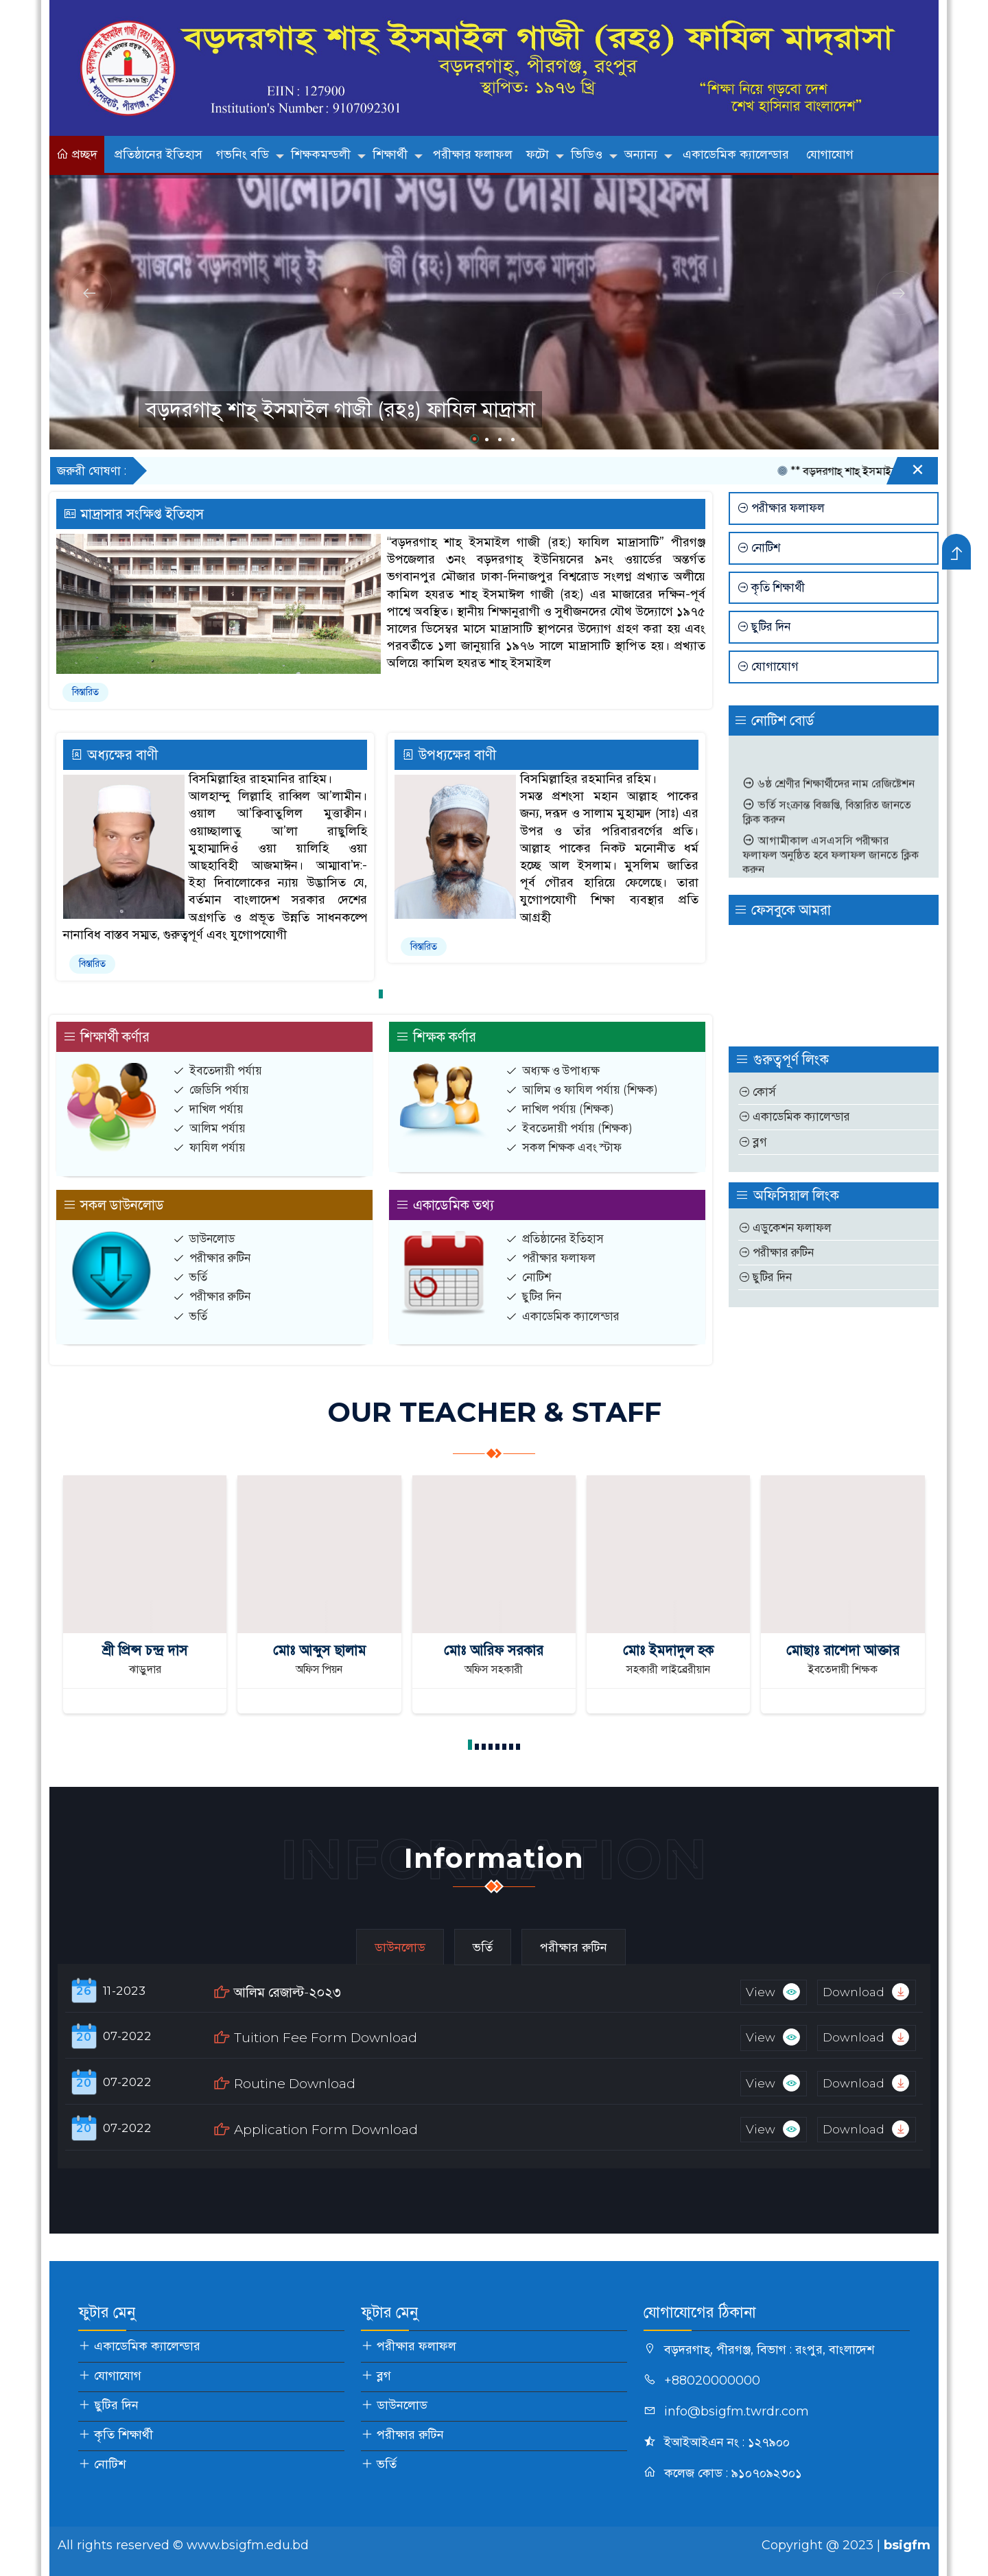 বড়দরগাহ্ শাহ্ ইসমাইল গাজী (রহঃ) ফাযিল মাদ্রাসা
বড়দরগাহ্, পীরগঞ্জ, রংপুর
স্থাপিত: ১৯৭৬ খ্রি
EIIN : 127900
Institution's Number : 9107092301
“শিক্ষা নিয়ে গড়বো দেশ
শেখ হাসিনার বাংলাদেশ”
প্রচ্ছদ প্রতিষ্ঠানের ইতিহাস গভনিং বডি শিক্ষকমন্ডলী শিক্ষার্থী পরীক্ষার ফলাফল ফটো ভিডিও অন্যান্য একাডেমিক ক্যালেন্ডার যোগাযোগ
আলোচনা সভা ও দোয়া মাহফিল
বড়দরগাহ্ শাহ্ ইসমাইল গাজী (রহঃ) ফাযিল মাদ্রাসা
জরুরী ঘোষণা :
** বড়দরগাহ্ শাহ্ ইসমাই
মাদ্রাসার সংক্ষিপ্ত ইতিহাস
“বড়দরগাহ্ শাহ্ ইসমাইল গাজী (রহ:) ফাযিল মাদ্রাসাটি” পীরগঞ্জ
উপজেলার ৩নং বড়দরগাহ্ ইউনিয়নের ৯নং ওয়ার্ডের অন্তর্গত
ভগবানপুর মৌজার ঢাকা-দিনাজপুর বিশ্বরোড সংলগ্ন প্রখ্যাত অলীয়ে
কামিল হযরত শাহ্ ইসমাঈল গাজী (রহ:) এর মাজারের দক্ষিন-পূর্ব
পাশ্বে অবস্থিত। স্থানীয় শিক্ষানুরাগী ও সুধীজনদের যৌথ উদ্যোগে ১৯৭৫
সালের ডিসেম্বর মাসে মাদ্রাসাটি স্থাপনের উদ্যোগ গ্রহণ করা হয় এবং
পরবর্তীতে ১লা জানুয়ারি ১৯৭৬ সালে মাদ্রাসাটি স্থাপিত হয়। প্রখ্যাত
অলিয়ে কামিল হযরত শাহ্ ইসমাইল
বিস্তারিত
পরীক্ষার ফলাফল
নোটিশ
কৃতি শিক্ষার্থী
ছুটির দিন
যোগাযোগ
অধ্যক্ষের বাণী
বিসমিল্লাহির রাহমানির রাহিম।
আলহান্দু লিল্লাহি রাব্বিল আ'লামীন।
ওয়াল আ'ক্বিবাতুলিল মুত্তাক্বীন।
ওয়াচ্ছালাতু আ'লা রাছুলিহি
মুহাম্মাদিওঁ ওয়া য়ালিহি ওয়া
আছহাবিহী আজমাঈন। আম্মাবা'দ:-
ইহা দিবালোকের ন্যায় উদ্ভাসিত যে,
বর্তমান বাংলাদেশ সরকার দেশের
অগ্রগতি ও প্রভূত উন্নতি সাধনকল্পে
নানাবিধ বাস্তব সম্মত, গুরুত্বপূর্ণ এবং যুগোপযোগী
বিস্তারিত
উপধ্যক্ষের বাণী
বিসমিল্লাহির রহমানির রহিম।
সমস্ত প্রশংসা মহান আল্লাহ পাকের
জন্য, দরূদ ও সালাম মুহাম্মদ (সাঃ) এর
উপর ও তাঁর পরিবারবর্গের প্রতি।
আল্লাহ পাকের নিকট মনোনীত ধর্ম
হচ্ছে আল ইসলাম। মুসলিম জাতির
পূর্ব গৌরব হারিয়ে ফেলেছে। তারা
যুগোপযোগী শিক্ষা ব্যবস্থার প্রতি
আগ্রহী
বিস্তারিত
নোটিশ বোর্ড
৬ষ্ঠ শ্রেণীর শিক্ষার্থীদের নাম রেজিষ্টেশন
ভর্তি সংক্রান্ত বিজ্ঞপ্তি, বিস্তারিত জানতে
ক্লিক করুন
আগামীকাল এসএসসি পরীক্ষার
ফলাফল অনুষ্ঠিত হবে ফলাফল জানতে ক্লিক
করুন
ফেসবুকে আমরা
শিক্ষার্থী কর্ণার
ইবতেদায়ী পর্যায়
জেডিসি পর্যায়
দাখিল পর্যায়
আলিম পর্যায়
ফাযিল পর্যায়
শিক্ষক কর্ণার
অধ্যক্ষ ও উপাধ্যক্ষ
আলিম ও ফাযিল পর্যায় (শিক্ষক)
দাখিল পর্যায় (শিক্ষক)
ইবতেদায়ী পর্যায় (শিক্ষক)
সকল শিক্ষক এবং স্টাফ
গুরুত্বপূর্ণ লিংক
কোর্স
একাডেমিক ক্যালেন্ডার
ব্লগ
সকল ডাউনলোড
ডাউনলোড
পরীক্ষার রুটিন
ভর্তি
পরীক্ষার রুটিন
ভর্তি
একাডেমিক তথ্য
প্রতিষ্ঠানের ইতিহাস
পরীক্ষার ফলাফল
নোটিশ
ছুটির দিন
একাডেমিক ক্যালেন্ডার
অফিসিয়াল লিংক
এডুকেশন ফলাফল
পরীক্ষার রুটিন
ছুটির দিন
OUR TEACHER & STAFF
শ্রী প্রিন্স চন্দ্র দাস
ঝাড়ুদার
মোঃ আব্দুস ছালাম
অফিস পিয়ন
মোঃ আরিফ সরকার
অফিস সহকারী
মোঃ ইমদাদুল হক
সহকারী লাইব্রেরীয়ান
মোছাঃ রাশেদা আক্তার
ইবতেদায়ী শিক্ষক
INFORMATION
Information
ডাউনলোড ভর্তি পরীক্ষার রুটিন
26 11-2023 আলিম রেজাল্ট-২০২৩ View Download
20 07-2022 Tuition Fee Form Download View Download
20 07-2022 Routine Download View Download
20 07-2022 Application Form Download View Download
ফুটার মেনু
একাডেমিক ক্যালেন্ডার
যোগাযোগ
ছুটির দিন
কৃতি শিক্ষার্থী
নোটিশ
ফুটার মেনু
পরীক্ষার ফলাফল
ব্লগ
ডাউনলোড
পরীক্ষার রুটিন
ভর্তি
যোগাযোগের ঠিকানা
বড়দরগাহ্, পীরগঞ্জ, বিভাগ : রংপুর, বাংলাদেশ
+88020000000
info@bsigfm.twrdr.com
ইআইআইএন নং : ১২৭৯০০
কলেজ কোড : ৯১০৭০৯২৩০১
All rights reserved © www.bsigfm.edu.bd
Copyright @ 2023 | bsigfm